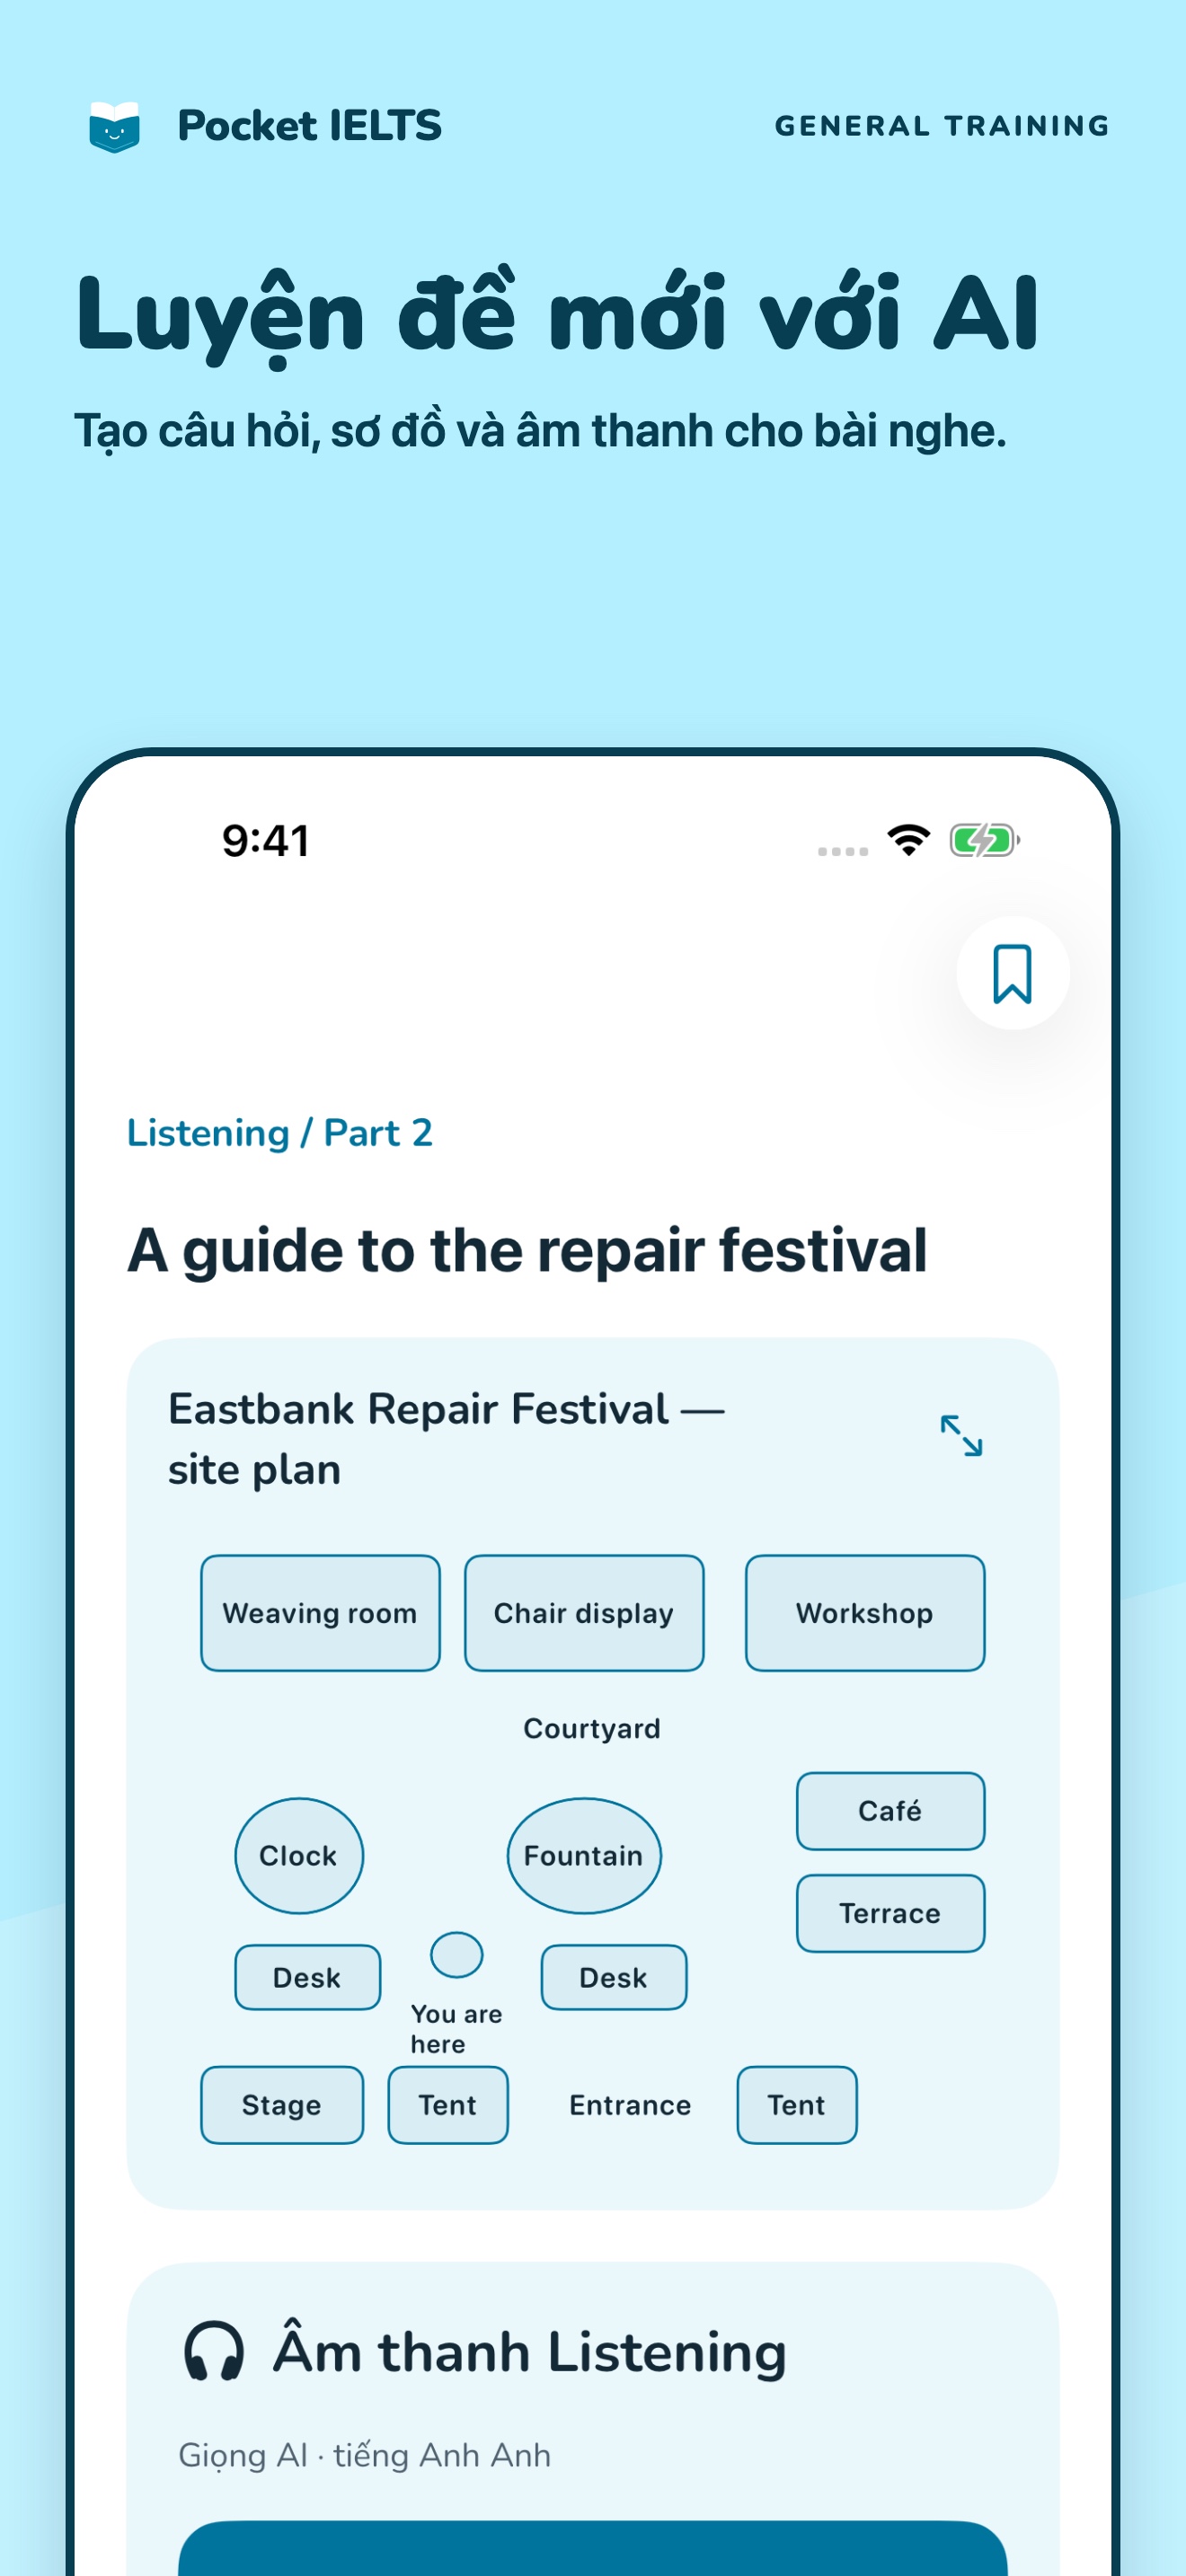 Pocket IELTS
GENERAL TRAINING
Luyện đề mới với AI
Tạo câu hỏi, sơ đồ và âm thanh cho bài nghe.
9:41
Listening / Part 2
A guide to the repair festival
Eastbank Repair Festival —
site plan
Weaving room
Chair display
Workshop
Courtyard
Café
Clock
Fountain
Terrace
Desk
Desk
You are
here
Stage
Tent
Entrance
Tent
Âm thanh Listening
Giọng AI · tiếng Anh Anh